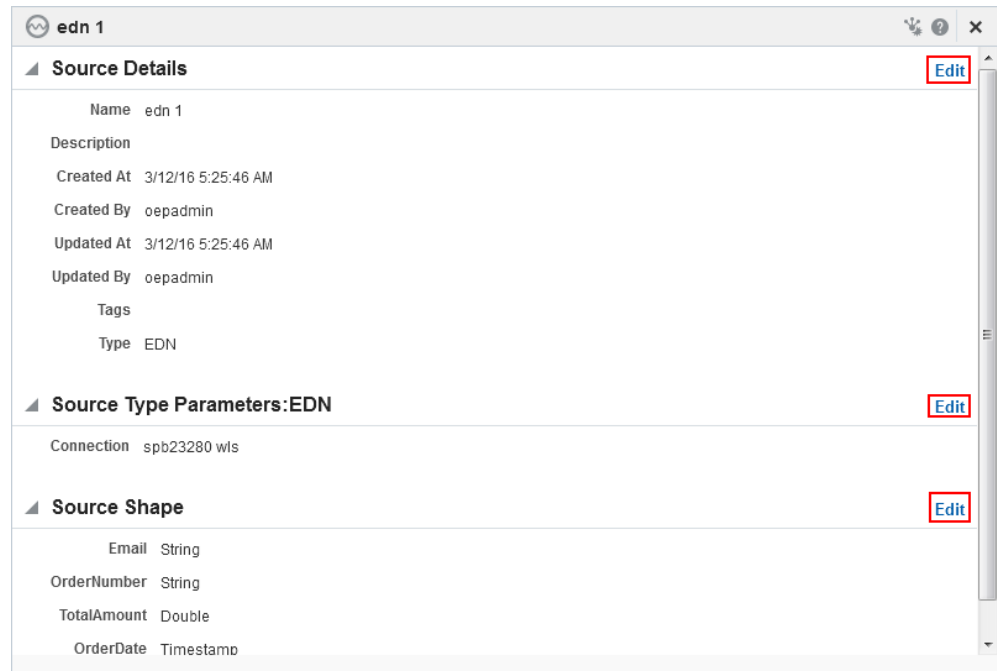 edn 1
Source Details Edit
Name edn 1
Description
Created At 3/12/16 5:25:46 AM
Created By oepadmin
Updated At 3/12/16 5:25:46 AM
Updated By oepadmin
Tags
Type EDN
Source Type Parameters:EDN Edit
Connection spb23280 wls
Source Shape Edit
Email String
OrderNumber String
TotalAmount Double
OrderDate Timestamp